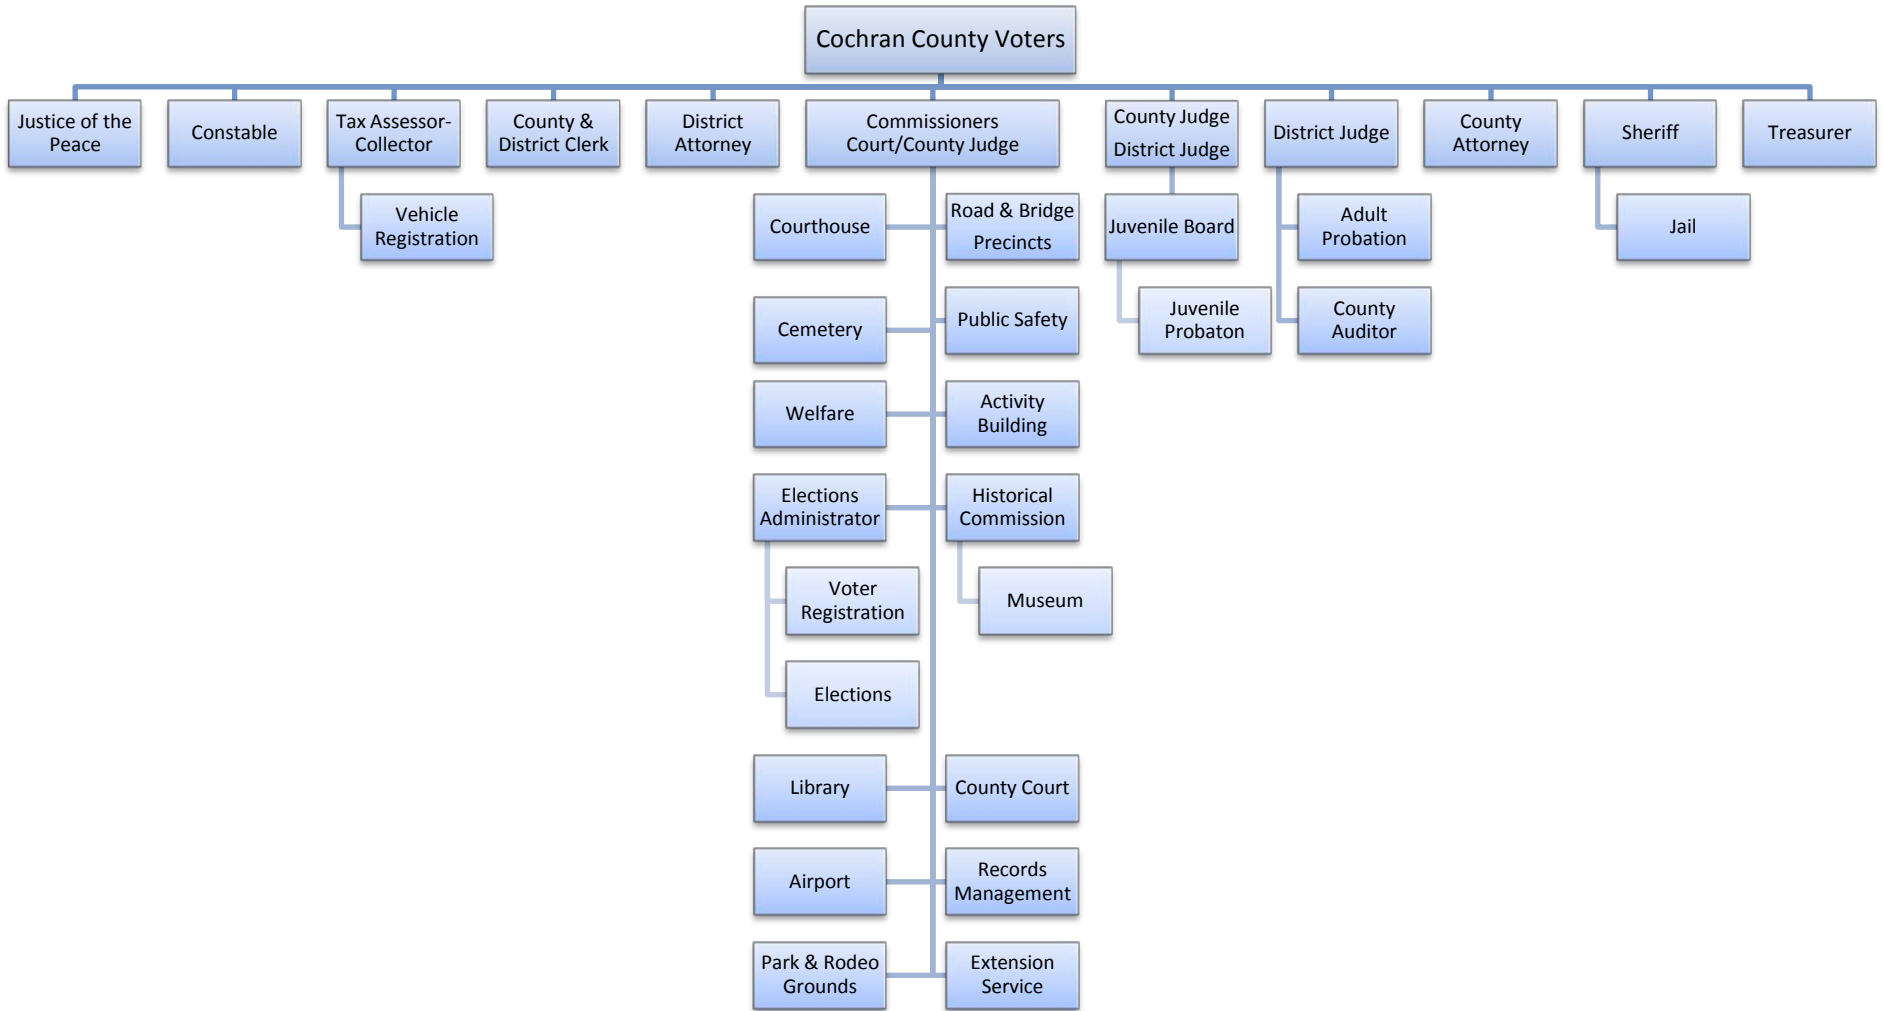 Cochran County Voters
Justice of the
Peace
Constable
Tax Assessor-
Collector
County &
District Clerk
District
Attorney
Commissioners
Court/County Judge
County Judge
District Judge
District Judge
County
Attorney
Sheriff
Treasurer
Vehicle
Registration
Courthouse
Road & Bridge
Precincts
Juvenile Board
Adult
Probation
Jail
Cemetery
Public Safety
Juvenile
Probaton
County
Auditor
Welfare
Activity
Building
Elections
Administrator
Historical
Commission
Voter
Registration
Museum
Elections
Library
County Court
Airport
Records
Management
Park & Rodeo
Grounds
Extension
Service